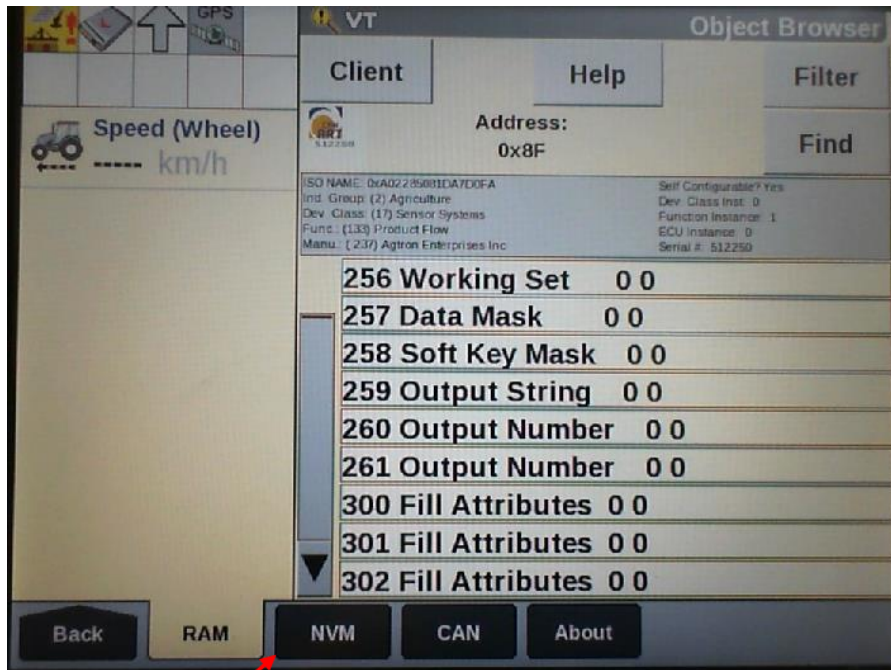 GPS
VT
Object Browser
Client
Help
Filter
Address:
0x8F
Find
512250
Speed (Wheel)
----- km/h
ISO NAME: 0xA02285081DA7D0FA
Ind. Group: (2) Agriculture
Dev. Class: (17) Sensor Systems
Func.: (133) Product Flow
Manu.: ( 237) Agtron Enterprises Inc
Self Configurable? Yes
Dev. Class Inst: 0
Function Instance: 1
ECU Instance: 0
Serial #: 512250
256 Working Set 0 0
257 Data Mask 0 0
258 Soft Key Mask 0 0
259 Output String 0 0
260 Output Number 0 0
261 Output Number 0 0
300 Fill Attributes 0 0
301 Fill Attributes 0 0
302 Fill Attributes 0 0
Back
RAM
NVM
CAN
About